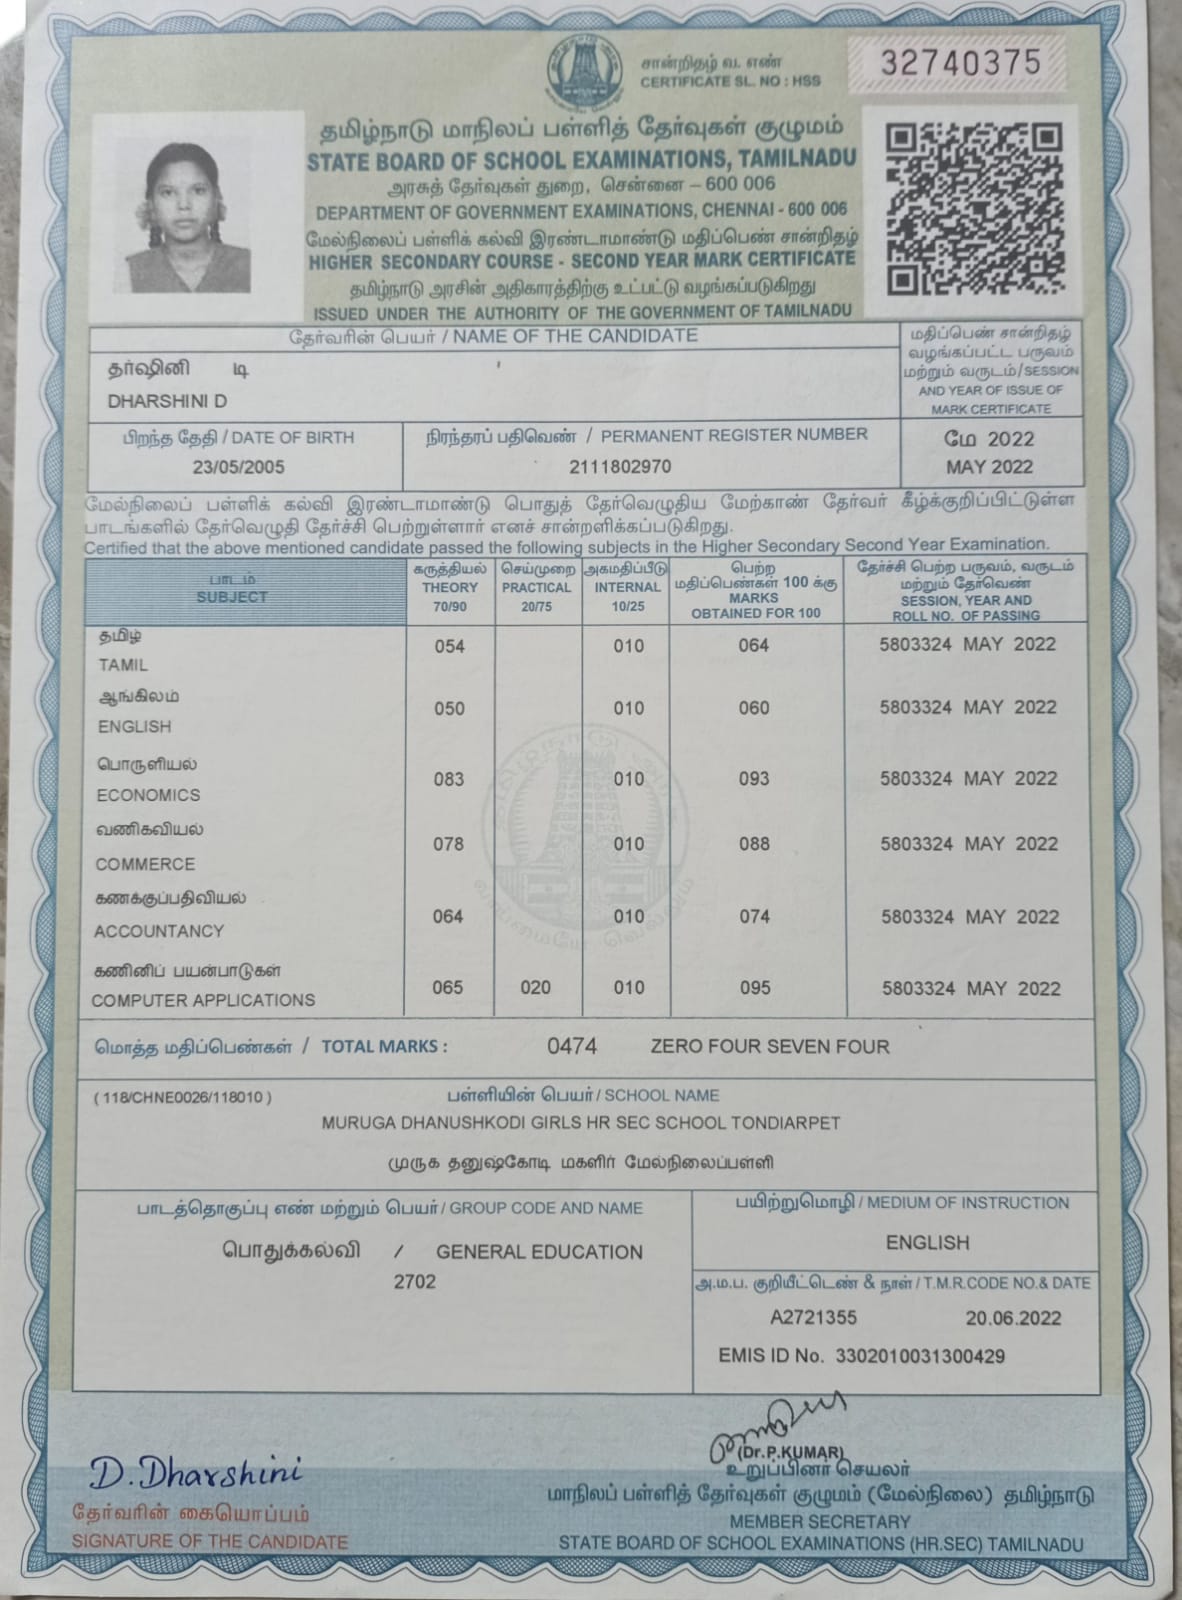 சான்றிதழ் வ. எண்
CERTIFICATE SL. NO : HSS
32740375
தமிழ்நாடு மாநிலப் பள்ளித் தேர்வுகள் குழுமம்
STATE BOARD OF SCHOOL EXAMINATIONS, TAMILNADU
அரசுத் தேர்வுகள் துறை, சென்னை – 600 006
DEPARTMENT OF GOVERNMENT EXAMINATIONS, CHENNAI - 600 006
மேல்நிலைப் பள்ளிக் கல்வி இரண்டாமாண்டு மதிப்பெண் சான்றிதழ்
HIGHER SECONDARY COURSE - SECOND YEAR MARK CERTIFICATE
தமிழ்நாடு அரசின் அதிகாரத்திற்கு உட்பட்டு வழங்கப்படுகிறது
ISSUED UNDER THE AUTHORITY OF THE GOVERNMENT OF TAMILNADU
தேர்வரின் பெயர் / NAME OF THE CANDIDATE
தர்ஷினி டி
DHARSHINI D
மதிப்பெண் சான்றிதழ்
வழங்கப்பட்ட பருவம்
மற்றும் வருடம்/SESSION
AND YEAR OF ISSUE OF
MARK CERTIFICATE
பிறந்த தேதி / DATE OF BIRTH
23/05/2005
நிரந்தரப் பதிவெண் / PERMANENT REGISTER NUMBER
2111802970
மே 2022
MAY 2022
மேல்நிலைப் பள்ளிக் கல்வி இரண்டாமாண்டு பொதுத் தேர்வெழுதிய மேற்காண் தேர்வர் கீழ்க்குறிப்பிட்டுள்ள
பாடங்களில் தேர்வெழுதி தேர்ச்சி பெற்றுள்ளார் எனச் சான்றளிக்கப்படுகிறது.
Certified that the above mentioned candidate passed the following subjects in the Higher Secondary Second Year Examination.
பாடம்
SUBJECT
கருத்தியல்
THEORY
70/90
செய்முறை
PRACTICAL
20/75
அகமதிப்பீடு
INTERNAL
10/25
பெற்ற
மதிப்பெண்கள் 100 க்கு
MARKS
OBTAINED FOR 100
தேர்ச்சி பெற்ற பருவம், வருடம்
மற்றும் தேர்வெண்
SESSION, YEAR AND
ROLL NO. OF PASSING
தமிழ்
TAMIL 054 010 064 5803324 MAY 2022
ஆங்கிலம்
ENGLISH 050 010 060 5803324 MAY 2022
பொருளியல்
ECONOMICS 083 010 093 5803324 MAY 2022
வணிகவியல்
COMMERCE 078 010 088 5803324 MAY 2022
கணக்குப்பதிவியல்
ACCOUNTANCY 064 010 074 5803324 MAY 2022
கணினிப் பயன்பாடுகள்
COMPUTER APPLICATIONS 065 020 010 095 5803324 MAY 2022
மொத்த மதிப்பெண்கள் / TOTAL MARKS : 0474 ZERO FOUR SEVEN FOUR
( 118/CHNE0026/118010 ) பள்ளியின் பெயர் / SCHOOL NAME
MURUGA DHANUSHKODI GIRLS HR SEC SCHOOL TONDIARPET
முருக தனுஷ்கோடி மகளிர் மேல்நிலைப்பள்ளி
பாடத்தொகுப்பு எண் மற்றும் பெயர் / GROUP CODE AND NAME
பொதுக்கல்வி / GENERAL EDUCATION
2702
பயிற்றுமொழி / MEDIUM OF INSTRUCTION
ENGLISH
அ.ம.ப. குறியீட்டெண் & நாள் / T.M.R.CODE NO.& DATE
A2721355 20.06.2022
EMIS ID No. 3302010031300429
D. Dharshini
தேர்வரின் கையொப்பம்
SIGNATURE OF THE CANDIDATE
(Dr.P.KUMAR)
உறுப்பினர் செயலர்
மாநிலப் பள்ளித் தேர்வுகள் குழுமம் (மேல்நிலை) தமிழ்நாடு
MEMBER SECRETARY
STATE BOARD OF SCHOOL EXAMINATIONS (HR.SEC) TAMILNADU